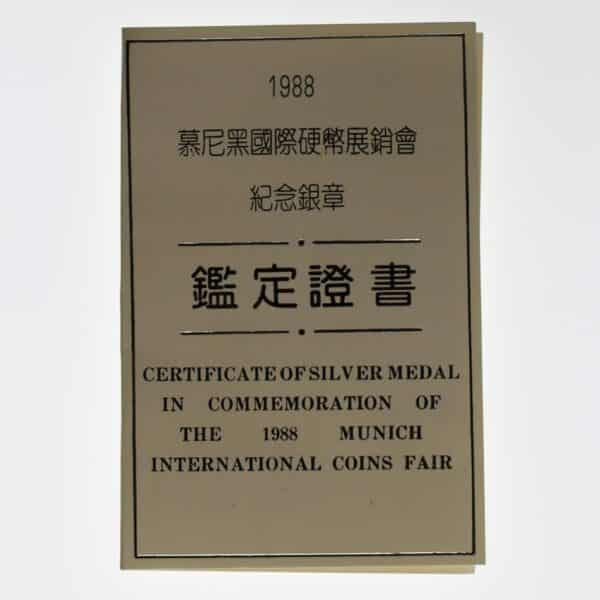 1988
慕尼黑國際硬幣展銷會
紀念銀章
鑑定證書
CERTIFICATE OF SILVER MEDAL
IN COMMEMORATION OF
THE 1988 MUNICH
INTERNATIONAL COINS FAIR